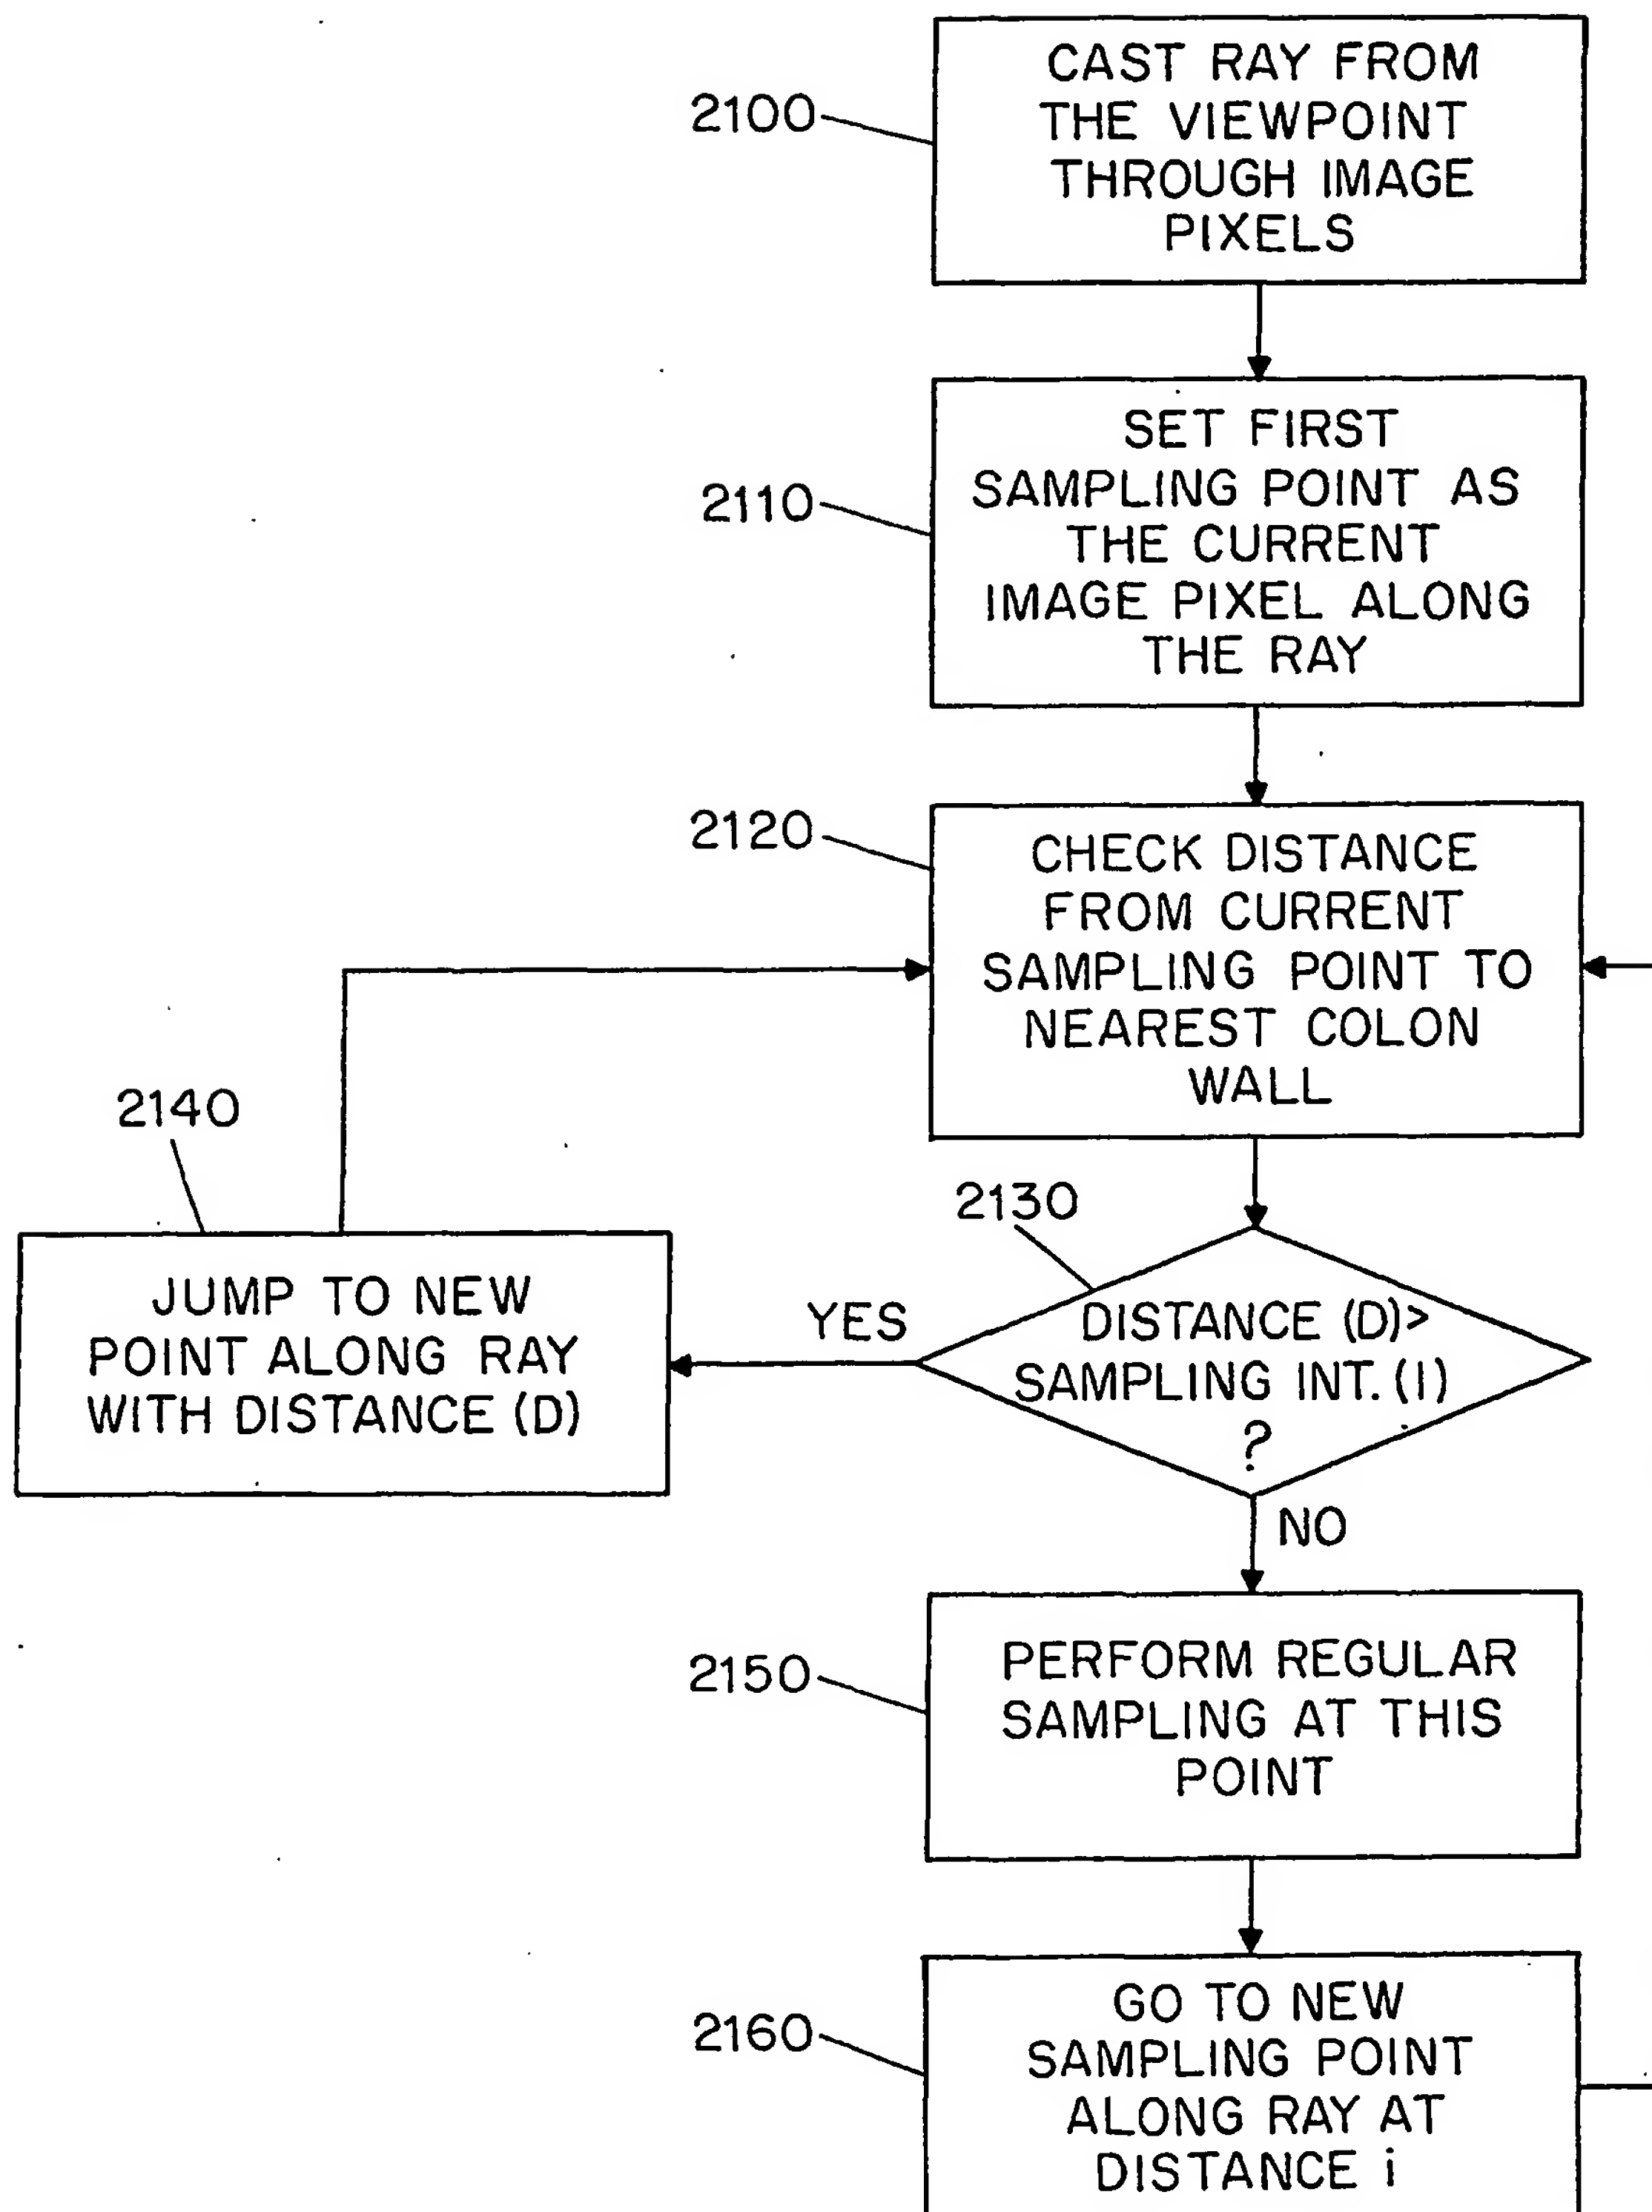 2100
CAST RAY FROM
THE VIEWPOINT
THROUGH IMAGE
PIXELS
2110
SET FIRST
SAMPLING POINT AS
THE CURRENT
IMAGE PIXEL ALONG
THE RAY
2120
CHECK DISTANCE
FROM CURRENT
SAMPLING POINT TO
NEAREST COLON
WALL
2130
DISTANCE (D)>
SAMPLING INT. (I)
?
YES
2140
JUMP TO NEW
POINT ALONG RAY
WITH DISTANCE (D)
NO
2150
PERFORM REGULAR
SAMPLING AT THIS
POINT
2160
GO TO NEW
SAMPLING POINT
ALONG RAY AT
DISTANCE i